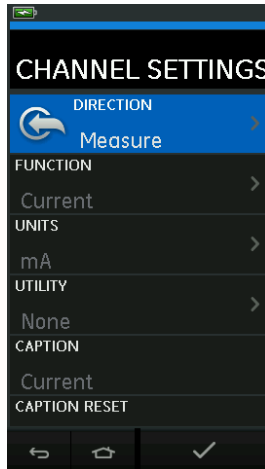 CHANNEL SETTINGS
DIRECTION
Measure
FUNCTION
Current
UNITS
mA
UTILITY
None
CAPTION
Current
CAPTION RESET